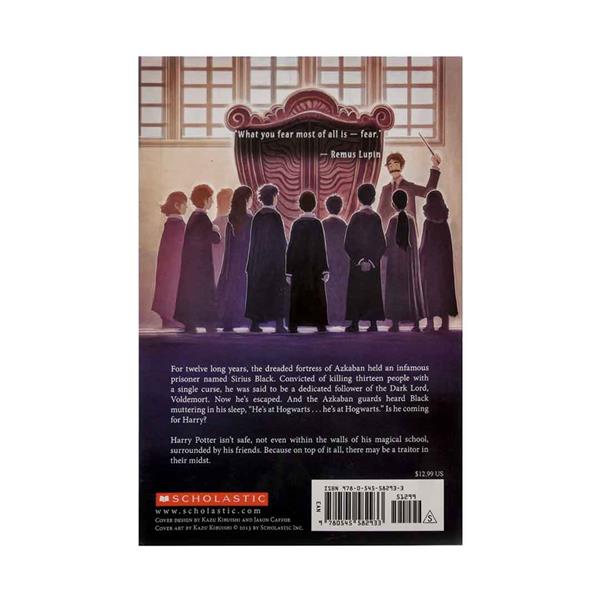 "What you fear most of all is — fear."
— Remus Lupin
For twelve long years, the dreaded fortress of Azkaban held an infamous
prisoner named Sirius Black. Convicted of killing thirteen people with
a single curse, he was said to be a dedicated follower of the Dark Lord,
Voldemort. Now he's escaped. And the Azkaban guards heard Black
muttering in his sleep, "He's at Hogwarts . . . he's at Hogwarts." Is he coming
for Harry?
Harry Potter isn't safe, not even within the walls of his magical school,
surrounded by his friends. Because on top of it all, there may be a traitor in
their midst.
$12.99 US
SCHOLASTIC
www.scholastic.com
Cover design by Kazu Kibuishi and Jason Caffoe
Cover art by Kazu Kibuishi © 2013 by Scholastic Inc.
ISBN 978-0-545-58293-3
51299
EAN
9 780545 582933
S